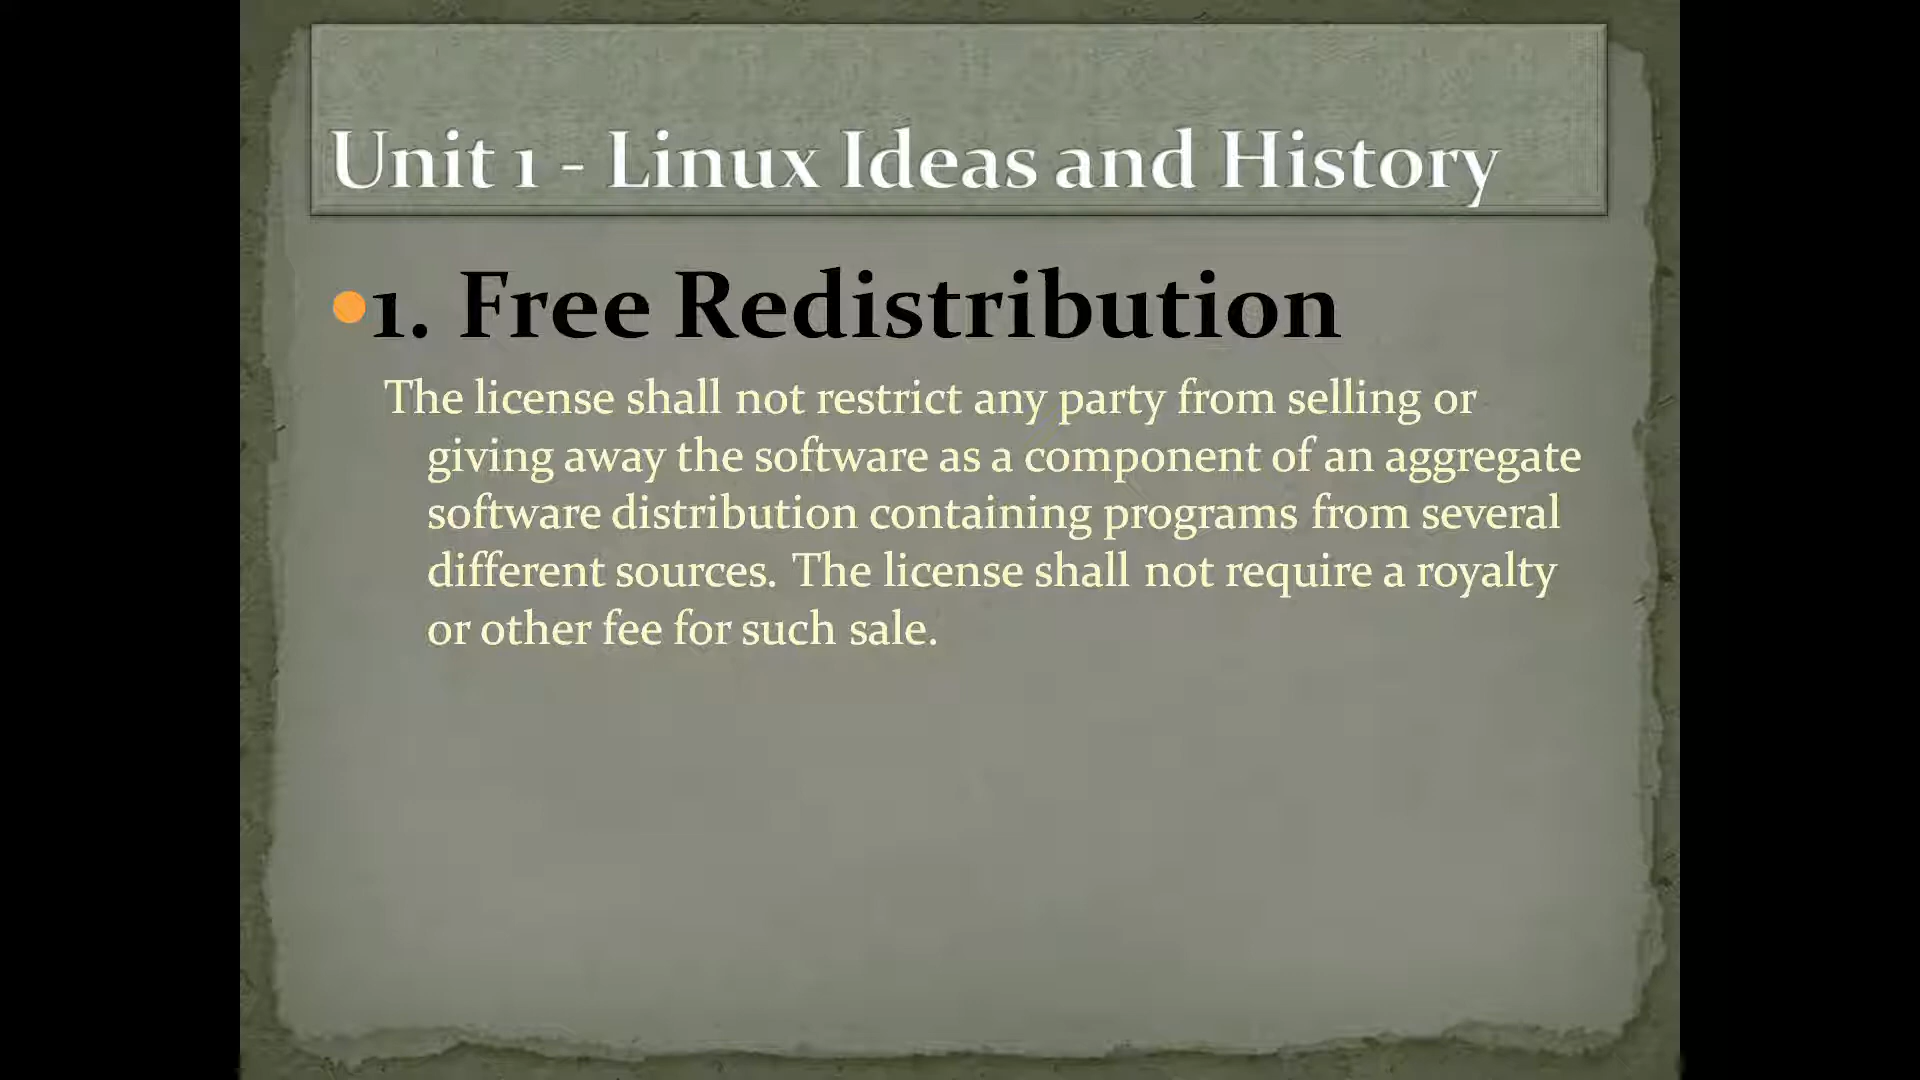 Unit 1 - Linux Ideas and History
1. Free Redistribution
The license shall not restrict any party from selling or
giving away the software as a component of an aggregate
software distribution containing programs from several
different sources. The license shall not require a royalty
or other fee for such sale.